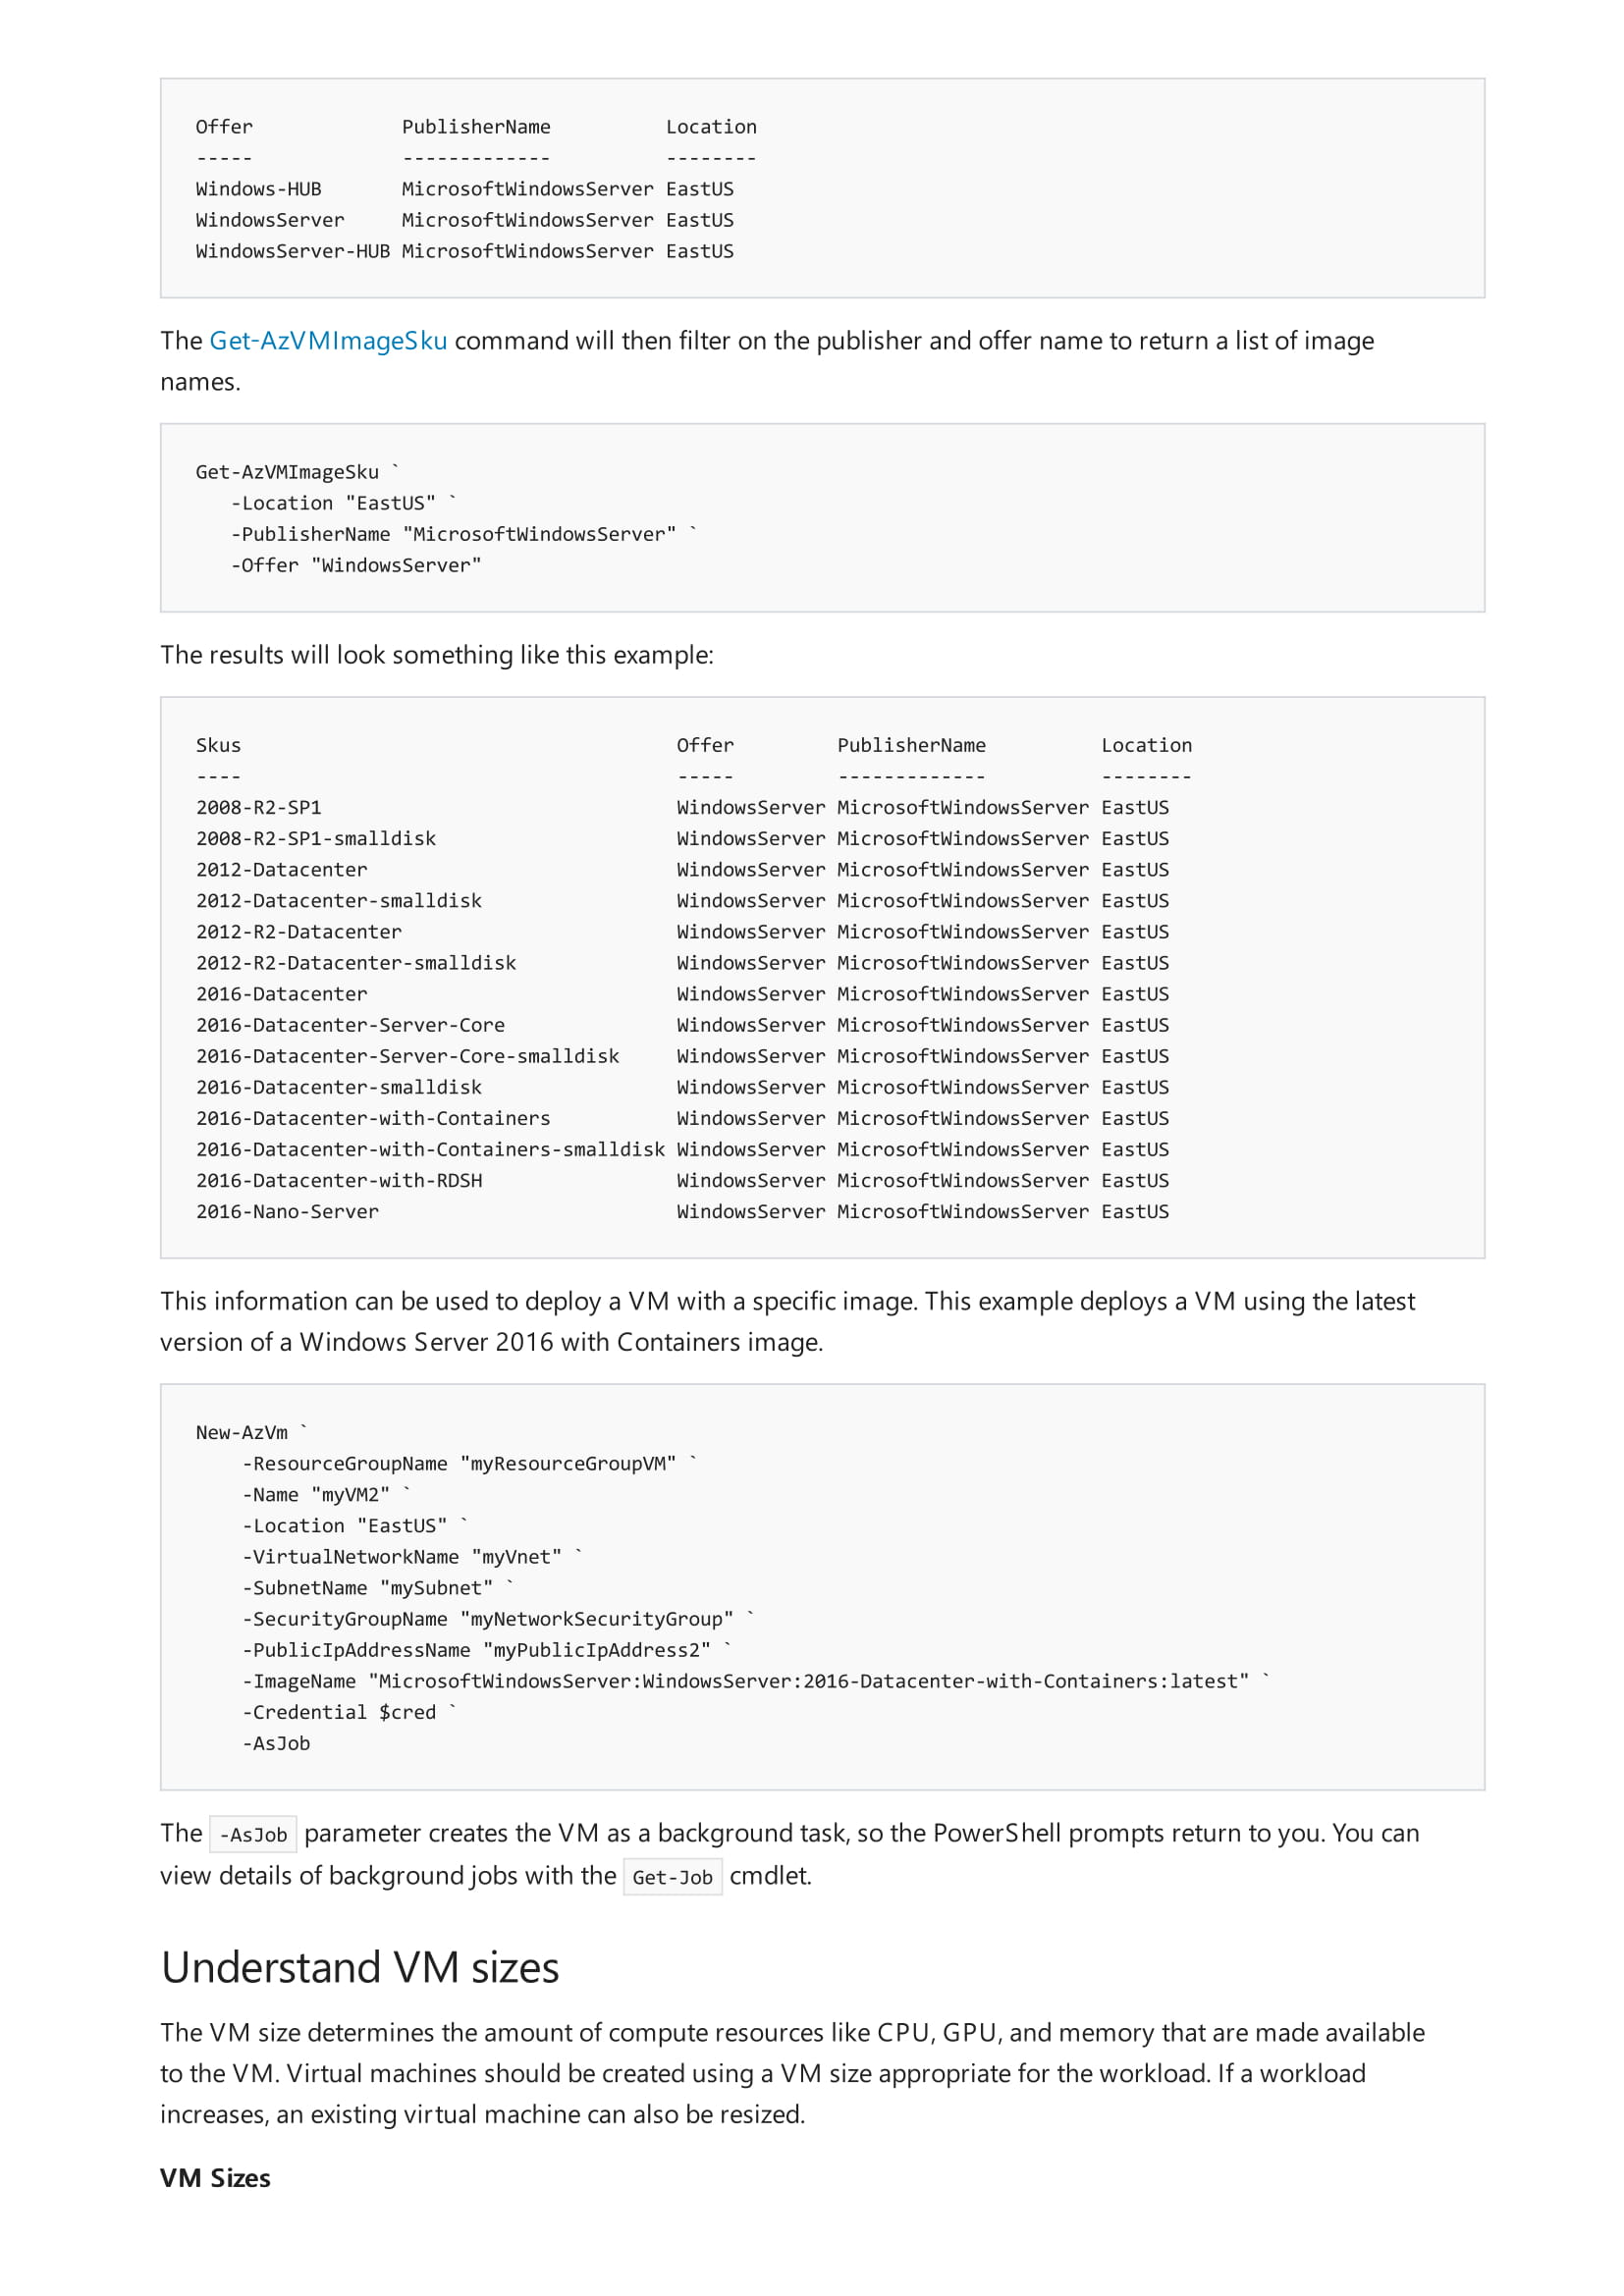 Offer             PublisherName          Location
-----             -------------          --------
Windows-HUB       MicrosoftWindowsServer EastUS
WindowsServer     MicrosoftWindowsServer EastUS
WindowsServer-HUB MicrosoftWindowsServer EastUS
The Get-AzVMImageSku command will then filter on the publisher and offer name to return a list of image
names.
Get-AzVMImageSku `
   -Location "EastUS" `
   -PublisherName "MicrosoftWindowsServer" `
   -Offer "WindowsServer"
The results will look something like this example:
Skus                                      Offer         PublisherName          Location
----                                      -----         -------------          --------
2008-R2-SP1                               WindowsServer MicrosoftWindowsServer EastUS
2008-R2-SP1-smalldisk                     WindowsServer MicrosoftWindowsServer EastUS
2012-Datacenter                           WindowsServer MicrosoftWindowsServer EastUS
2012-Datacenter-smalldisk                 WindowsServer MicrosoftWindowsServer EastUS
2012-R2-Datacenter                        WindowsServer MicrosoftWindowsServer EastUS
2012-R2-Datacenter-smalldisk              WindowsServer MicrosoftWindowsServer EastUS
2016-Datacenter                           WindowsServer MicrosoftWindowsServer EastUS
2016-Datacenter-Server-Core               WindowsServer MicrosoftWindowsServer EastUS
2016-Datacenter-Server-Core-smalldisk     WindowsServer MicrosoftWindowsServer EastUS
2016-Datacenter-smalldisk                 WindowsServer MicrosoftWindowsServer EastUS
2016-Datacenter-with-Containers           WindowsServer MicrosoftWindowsServer EastUS
2016-Datacenter-with-Containers-smalldisk WindowsServer MicrosoftWindowsServer EastUS
2016-Datacenter-with-RDSH                 WindowsServer MicrosoftWindowsServer EastUS
2016-Nano-Server                          WindowsServer MicrosoftWindowsServer EastUS
This information can be used to deploy a VM with a specific image. This example deploys a VM using the latest
version of a Windows Server 2016 with Containers image.
New-AzVm `
    -ResourceGroupName "myResourceGroupVM" `
    -Name "myVM2" `
    -Location "EastUS" `
    -VirtualNetworkName "myVnet" `
    -SubnetName "mySubnet" `
    -SecurityGroupName "myNetworkSecurityGroup" `
    -PublicIpAddressName "myPublicIpAddress2" `
    -ImageName "MicrosoftWindowsServer:WindowsServer:2016-Datacenter-with-Containers:latest" `
    -Credential $cred `
    -AsJob
The -AsJob parameter creates the VM as a background task, so the PowerShell prompts return to you. You can
view details of background jobs with the Get-Job cmdlet.
Understand VM sizes
The VM size determines the amount of compute resources like CPU, GPU, and memory that are made available
to the VM. Virtual machines should be created using a VM size appropriate for the workload. If a workload
increases, an existing virtual machine can also be resized.
VM Sizes